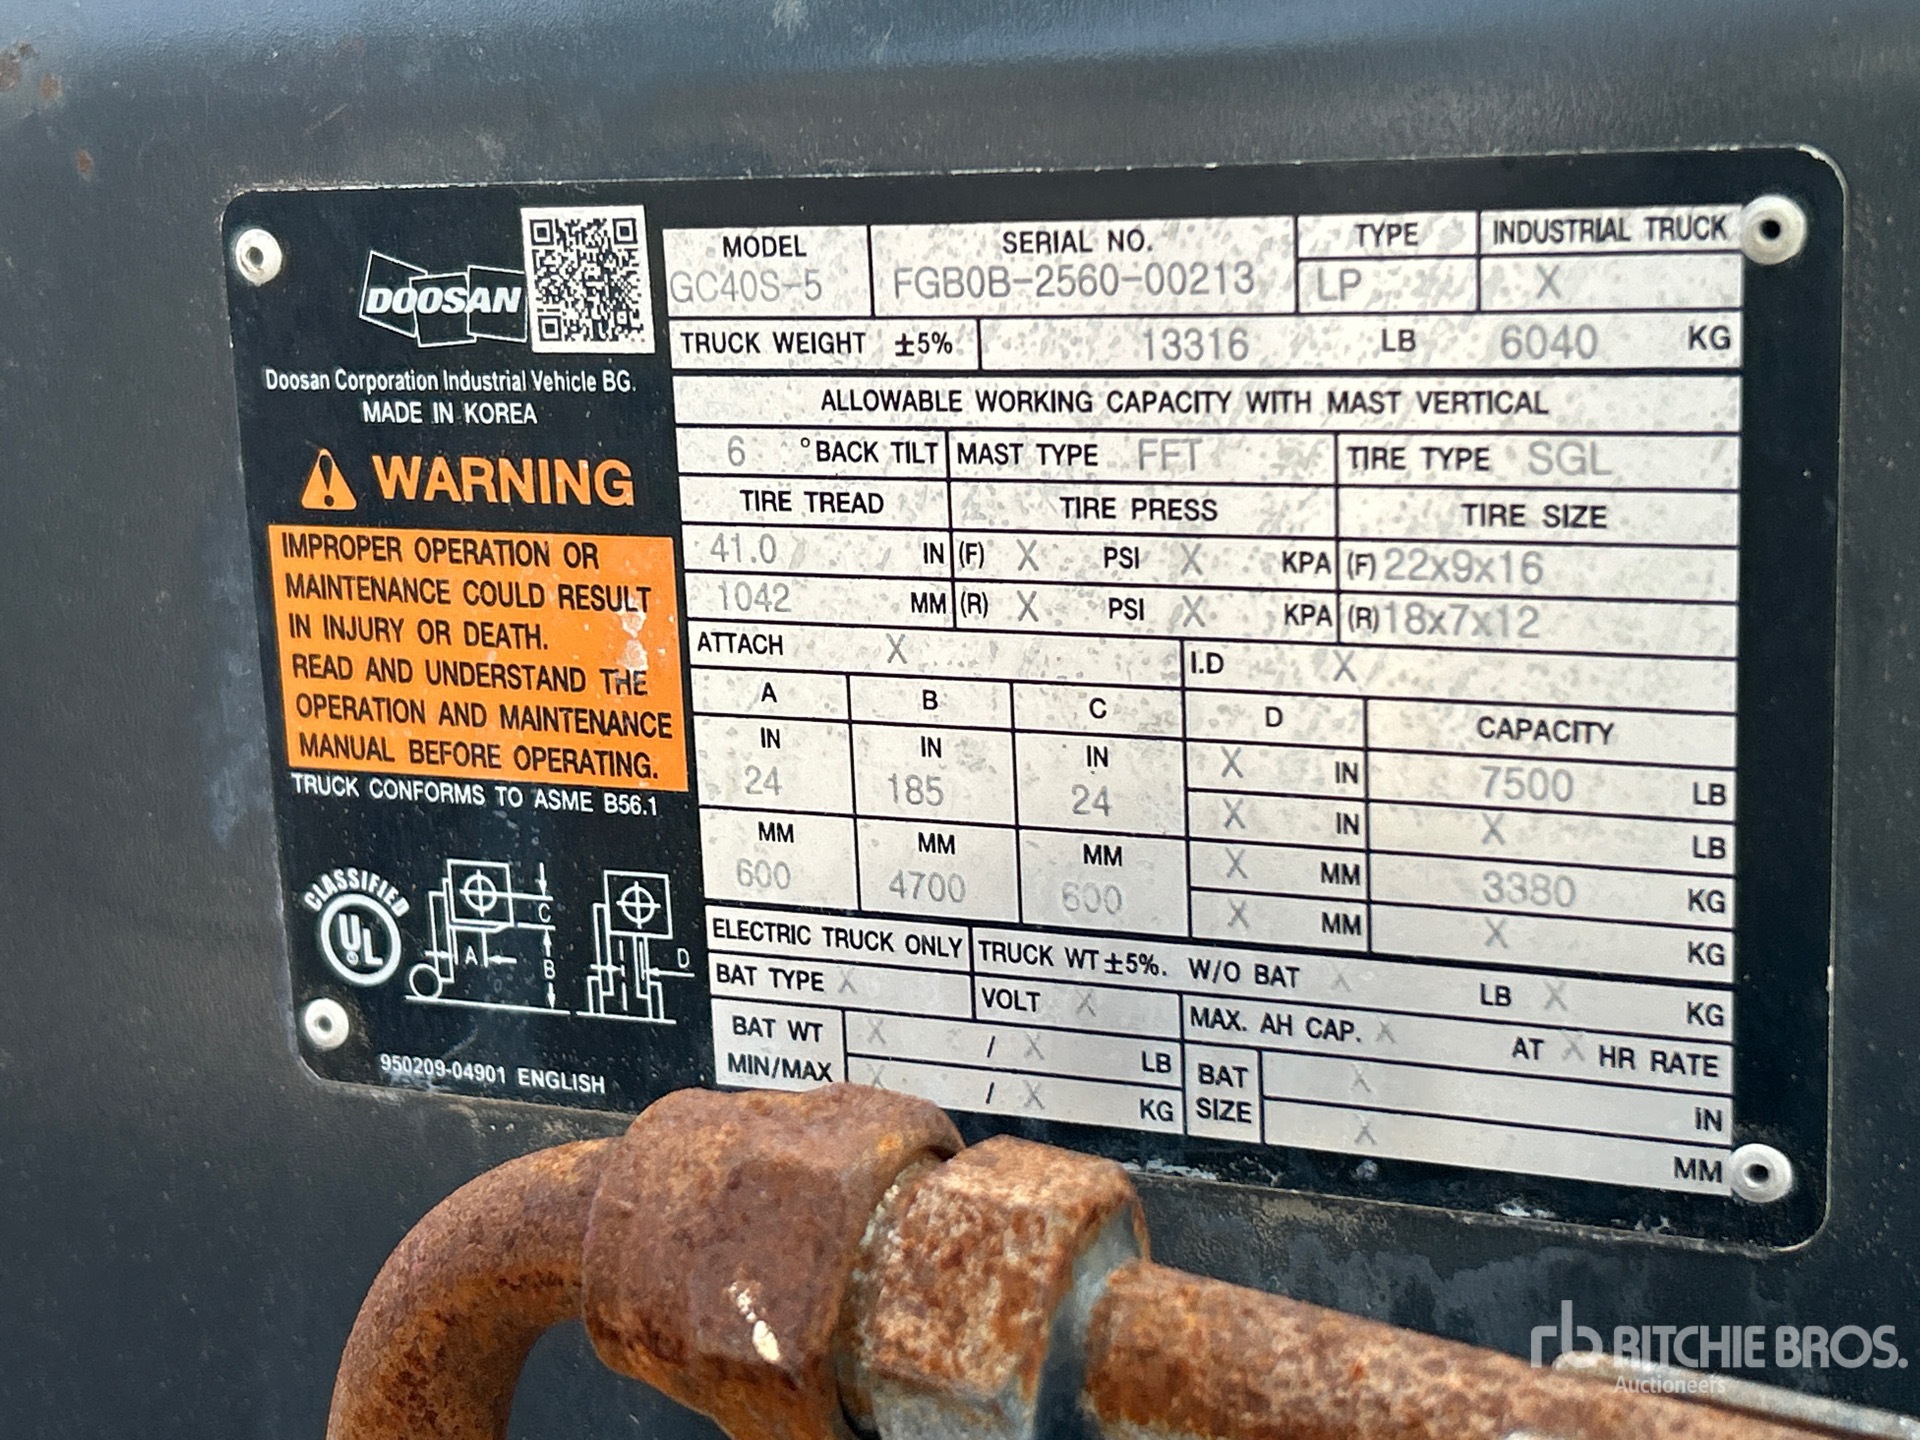 DOOSAN
Doosan Corporation Industrial Vehicle BG.
MADE IN KOREA
WARNING
IMPROPER OPERATION OR
MAINTENANCE COULD RESULT
IN INJURY OR DEATH.
READ AND UNDERSTAND THE
OPERATION AND MAINTENANCE
MANUAL BEFORE OPERATING.
TRUCK CONFORMS TO ASME B56.1
CLASSIFIED
UL
A B C D
950209-04901 ENGLISH
MODEL SERIAL NO. TYPE INDUSTRIAL TRUCK
GC40S-5 FGB0B-2560-00213 LP X
TRUCK WEIGHT ±5% 13316 LB 6040 KG
ALLOWABLE WORKING CAPACITY WITH MAST VERTICAL
6 °BACK TILT MAST TYPE FFT TIRE TYPE SGL
TIRE TREAD TIRE PRESS TIRE SIZE
41.0 IN (F) X PSI X KPA (F) 22x9x16
1042 MM (R) X PSI X KPA (R) 18x7x12
ATTACH X I.D X
A B C D CAPACITY
IN IN IN X IN 7500 LB
24 185 24 X IN X LB
MM MM MM X MM 3380 KG
600 4700 600 X MM X KG
ELECTRIC TRUCK ONLY TRUCK WT ±5%. W/O BAT X LB X KG
BAT TYPE X VOLT X MAX. AH CAP. X AT X HR RATE
BAT WT X / X LB BAT X IN
MIN/MAX X / X KG SIZE X MM
rb RITCHIE BROS.
Auctioneers